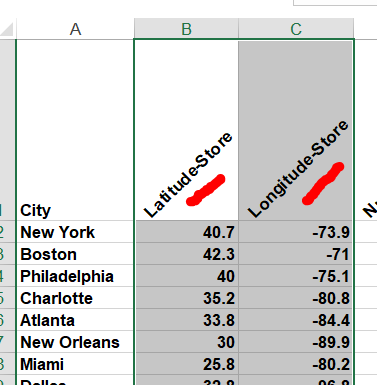 A B C
1 City Latitude-Store Longitude-Store
2 New York 40.7 -73.9
3 Boston 42.3 -71
4 Philadelphia 40 -75.1
5 Charlotte 35.2 -80.8
6 Atlanta 33.8 -84.4
7 New Orleans 30 -89.9
8 Miami 25.8 -80.2
Dallas 32.8 -96.8